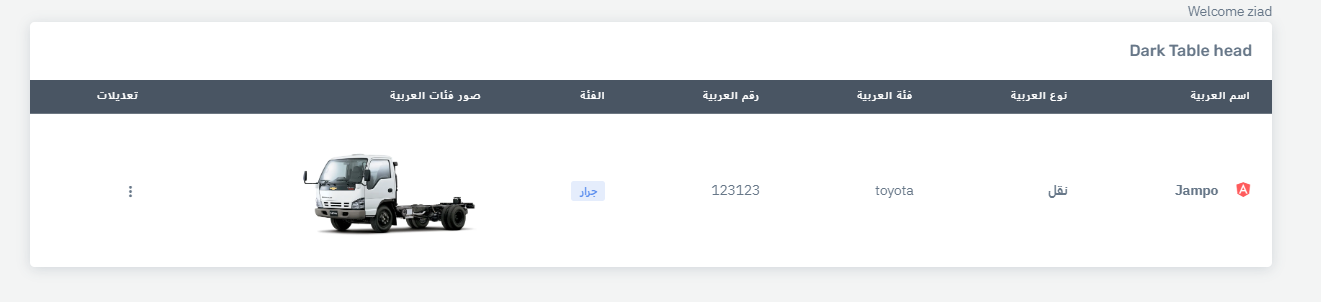 Welcome ziad
Dark Table head
اسم العربية نوع العربية فئة العربية رقم العربية الفئة صور فئات العربية تعديلات
Jampo نقل toyota 123123 جرار